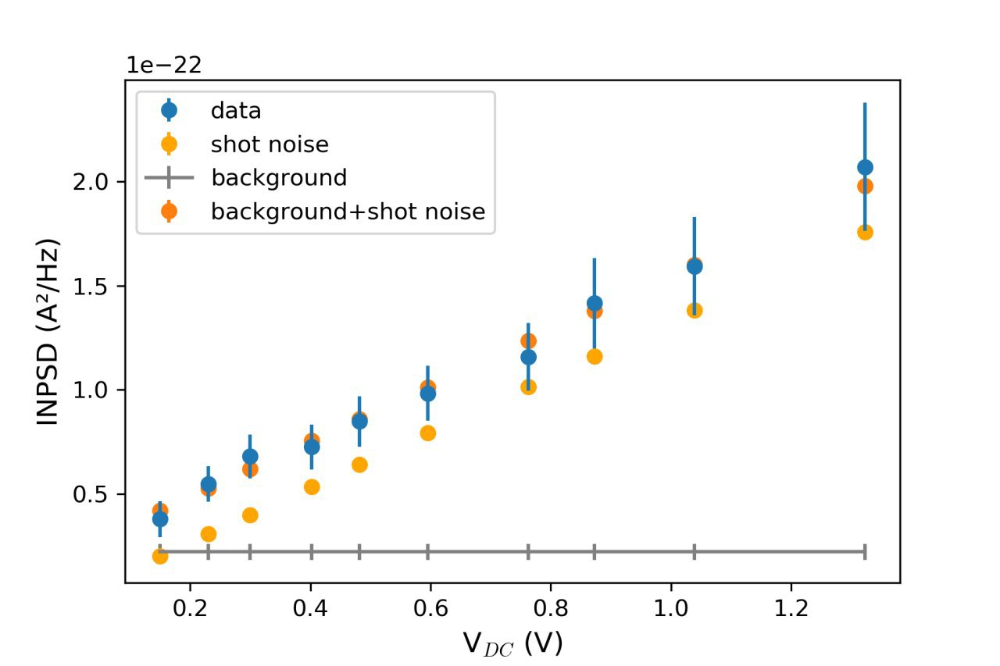 1e−22
data
shot noise
background
background+shot noise
2.0
1.5
1.0
0.5
INPSD (A²/Hz)
0.2 0.4 0.6 0.8 1.0 1.2
V_DC (V)